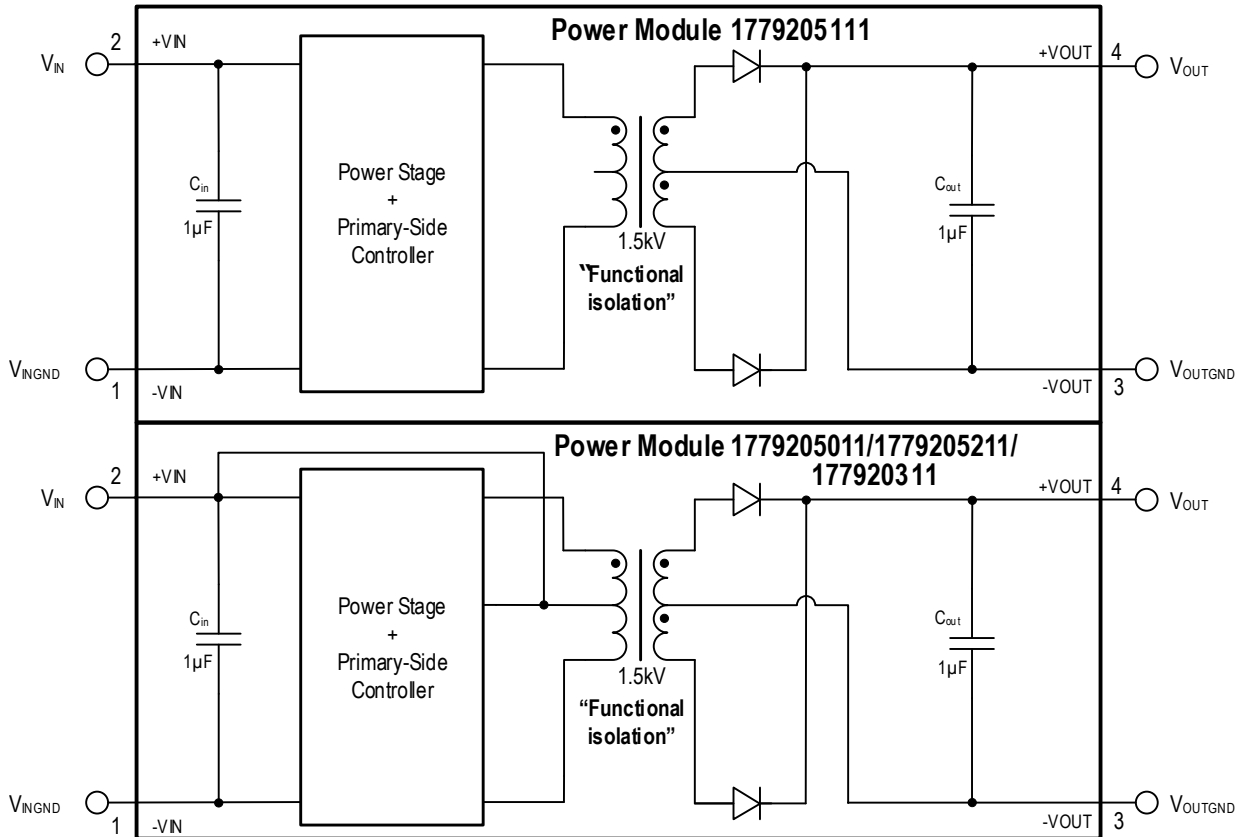 Power Module 1779205111
VIN
2
+VIN
+VOUT
4
VOUT
Cin
1µF
Power Stage
+
Primary-Side
Controller
1.5kV
‶Functional
isolation”
Cout
1µF
VINGND
1
-VIN
-VOUT
3
VOUTGND
Power Module 1779205011/1779205211/
177920311
VIN
2
+VIN
+VOUT
4
VOUT
Cin
1µF
Power Stage
+
Primary-Side
Controller
1.5kV
“Functional
isolation”
Cout
1µF
VINGND
1
-VIN
-VOUT
3
VOUTGND